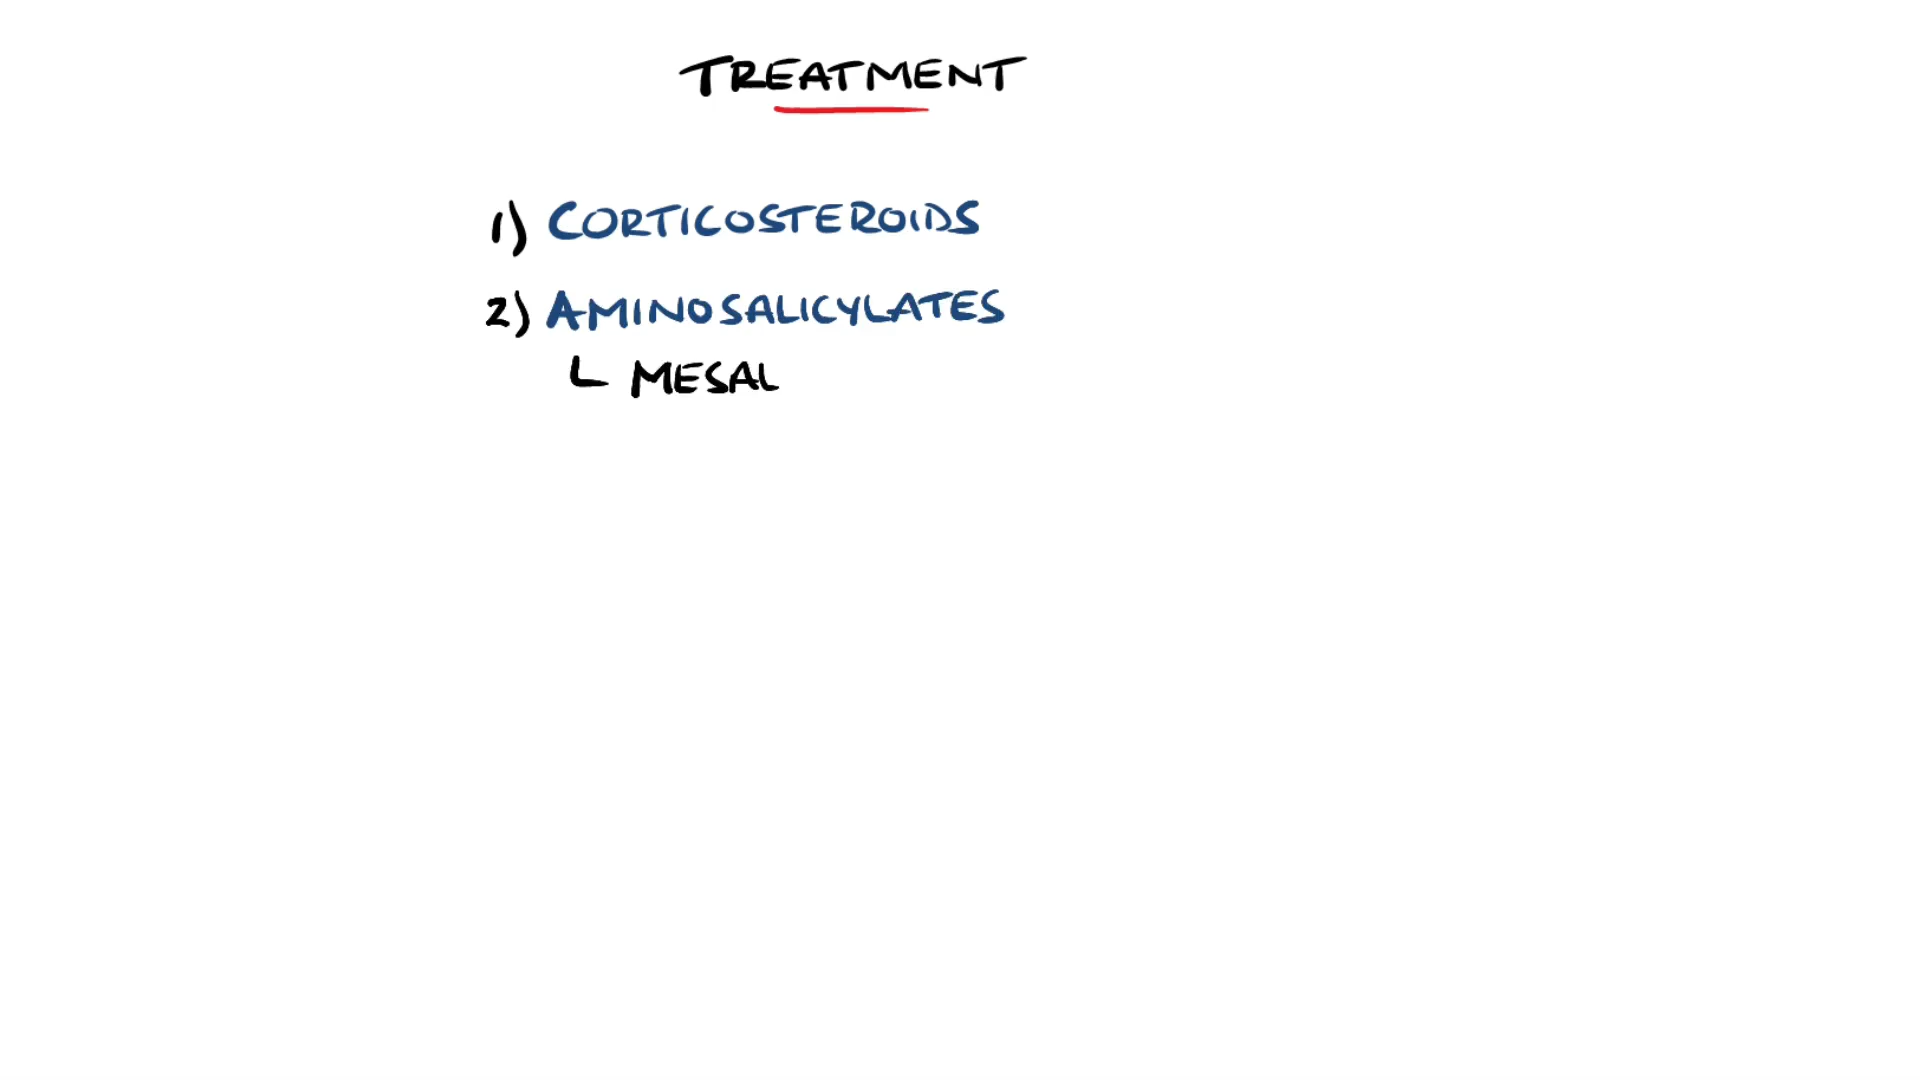 TREATMENT
1) CORTICOSTEROIDS
2) AMINOSALICYLATES
└ MESAL